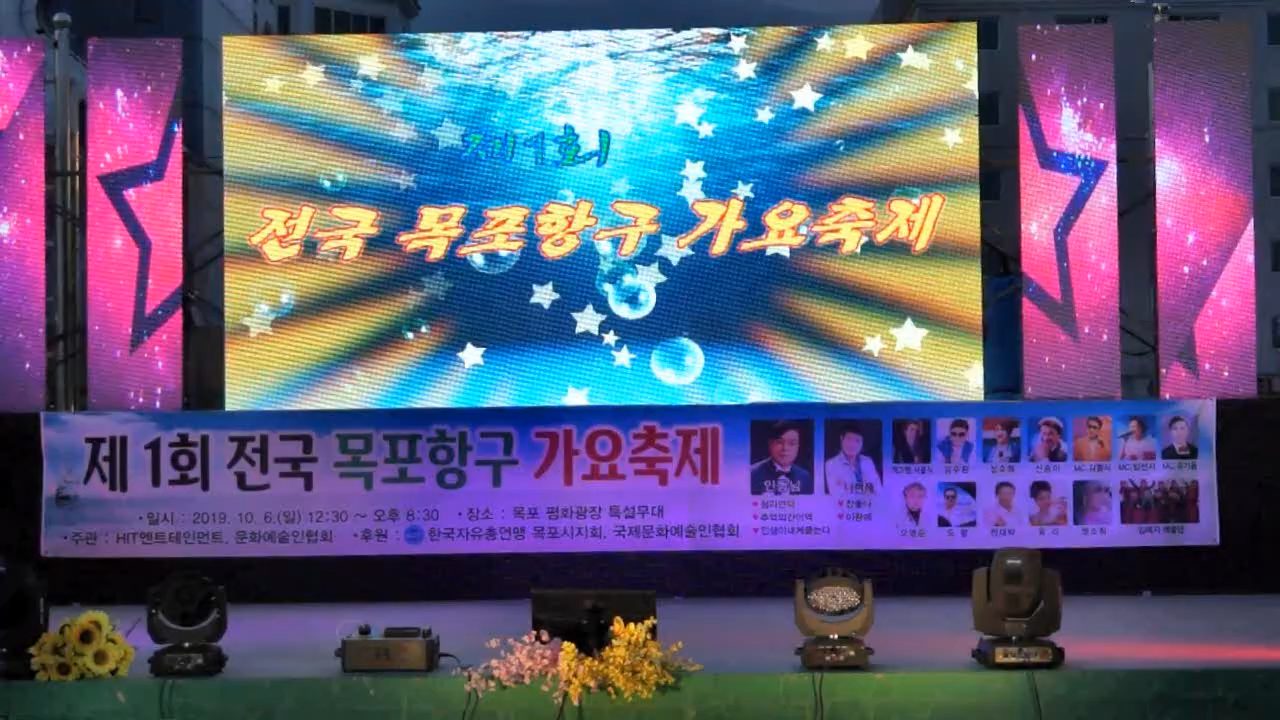 제1회
전국 목포항구 가요축제
제 1회 전국 목포항구 가요축제
•일시 : 2019. 10. 6.(일) 12:30 ~ 오후 8:30 •장소 : 목포 평화광장 특설무대
•주관 : HIT엔트테인먼트, 문화예술인협회 •후원 : 한국자유총연맹 목포시지회, 국제문화예술인협회